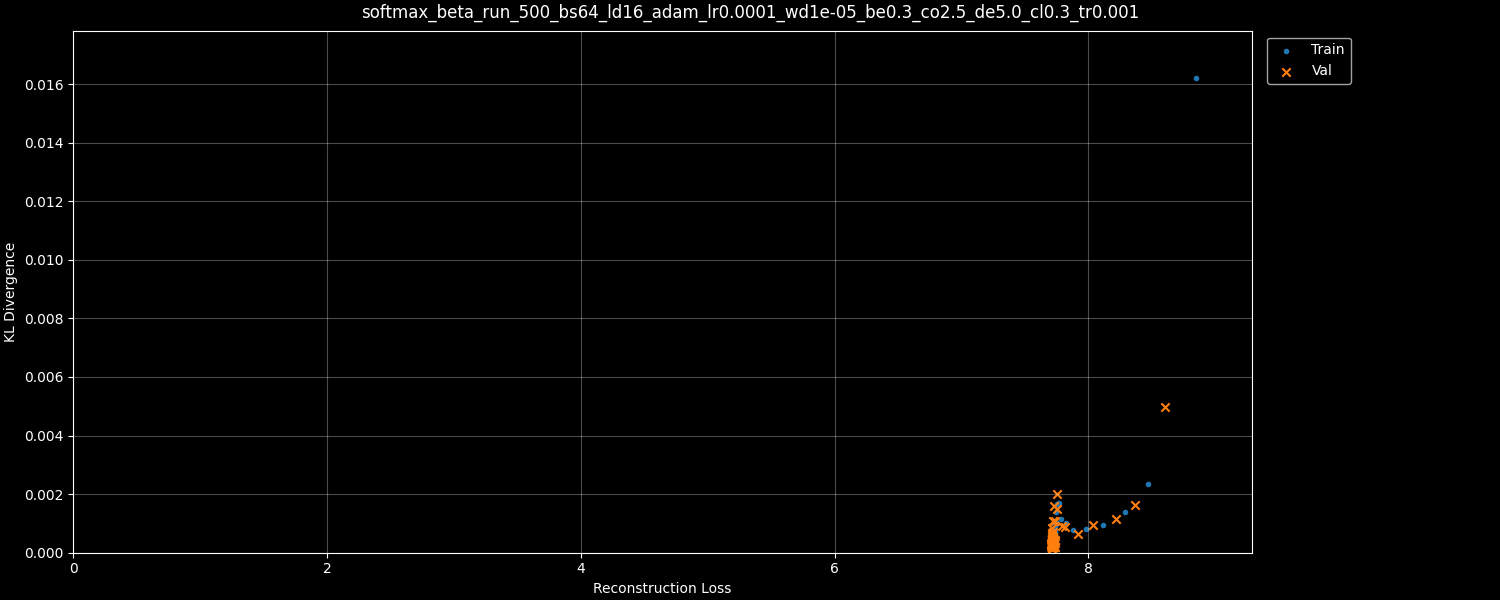 softmax_beta_run_500_bs64_ld16_adam_lr0.0001_wd1e-05_be0.3_co2.5_de5.0_cl0.3_tr0.001
Train
Val
KL Divergence
0.016
0.014
0.012
0.010
0.008
0.006
0.004
0.002
0.000
0
2
4
6
8
Reconstruction Loss